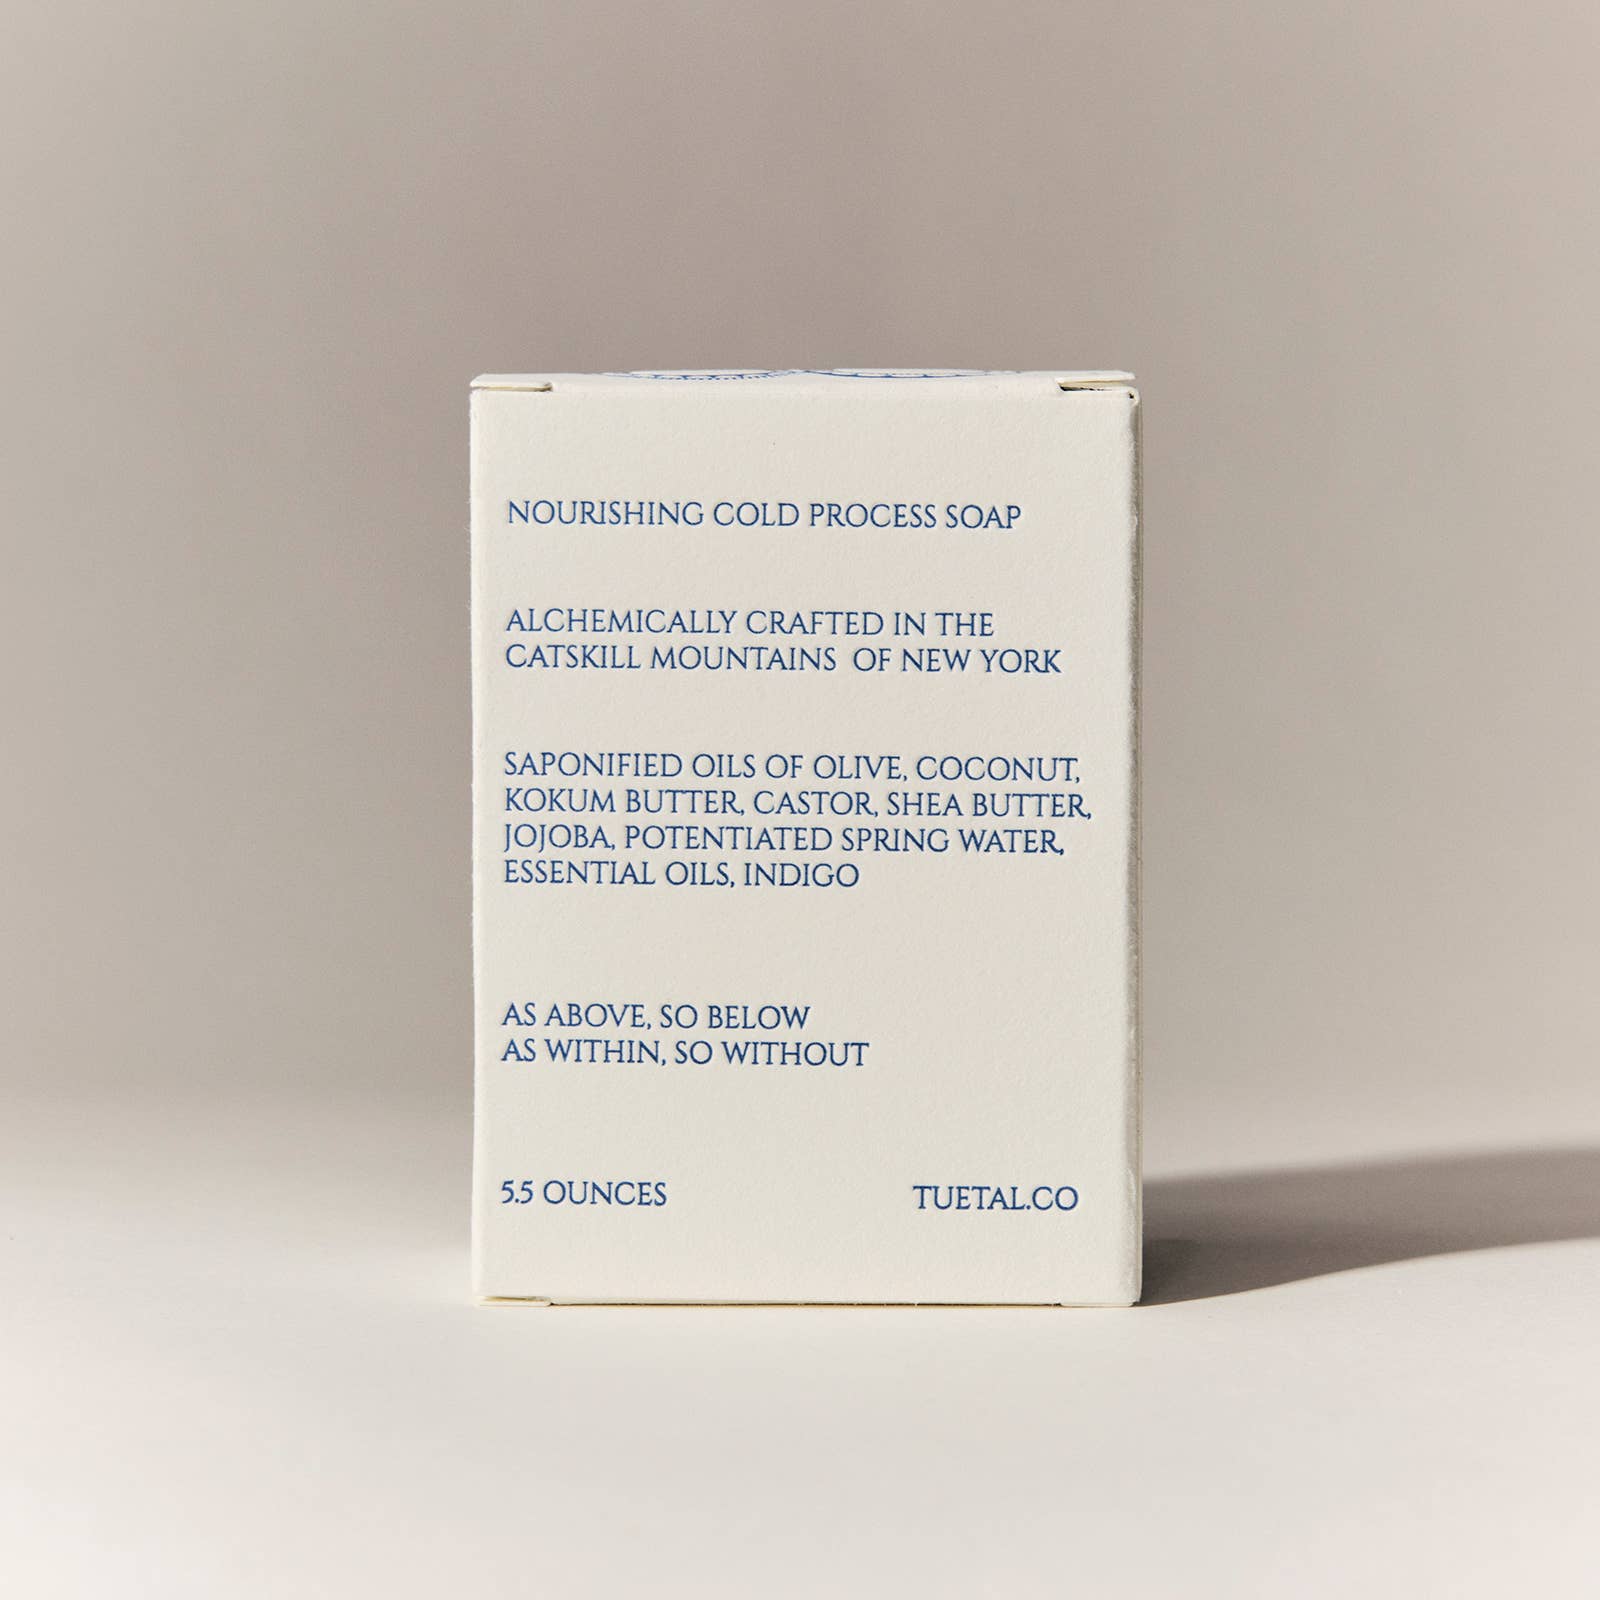 NOURISHING COLD PROCESS SOAP
ALCHEMICALLY CRAFTED IN THE
CATSKILL MOUNTAINS OF NEW YORK
SAPONIFIED OILS OF OLIVE, COCONUT,
KOKUM BUTTER, CASTOR, SHEA BUTTER,
JOJOBA, POTENTIATED SPRING WATER,
ESSENTIAL OILS, INDIGO
AS ABOVE, SO BELOW
AS WITHIN, SO WITHOUT
5.5 OUNCES TUETAL.CO